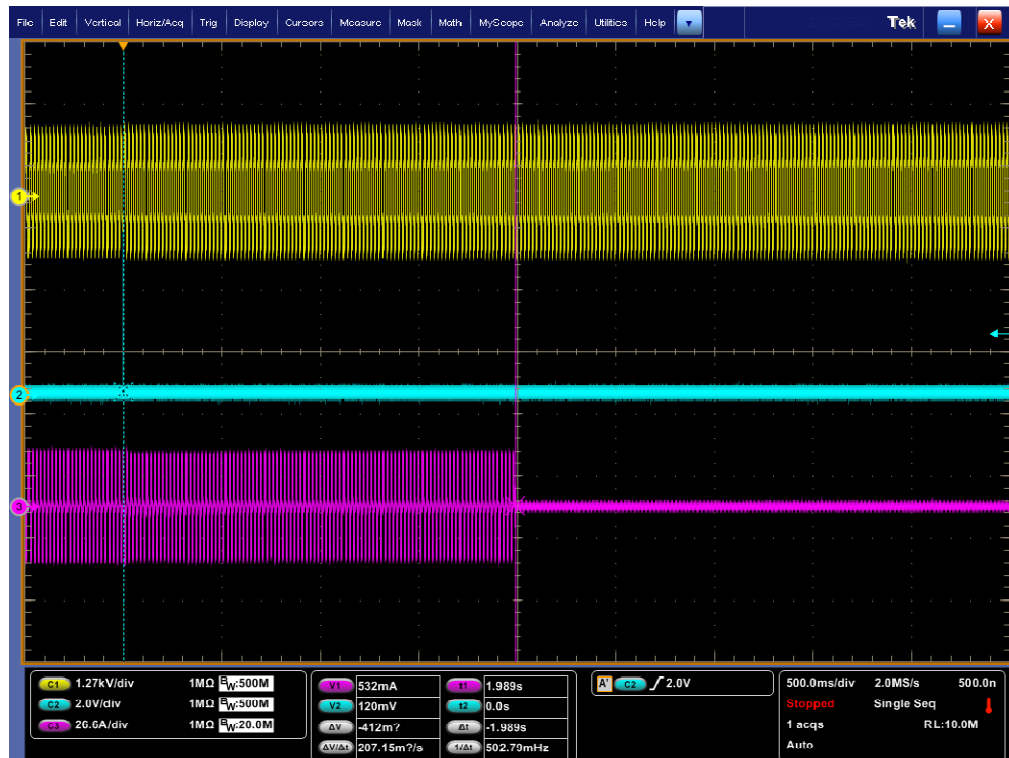 File Edit Vertical Horiz/Acq Trig Display Cursors Measure Mask Math MyScope Analyze Utilities Help Tek X
1
2
3
C1 1.27kV/div 1MΩ BW:500M
C2 2.0V/div 1MΩ BW:500M
C3 26.6A/div 1MΩ BW:20.0M
V1 532mA t1 1.989s
V2 120mV t2 0.0s
ΔV -412m? Δt -1.989s
ΔV/Δt 207.15m?/s 1/Δt 502.79mHz
A' C2 2.0V
500.0ms/div 2.0MS/s 500.0n
Stopped Single Seq
1 acqs RL:10.0M
Auto